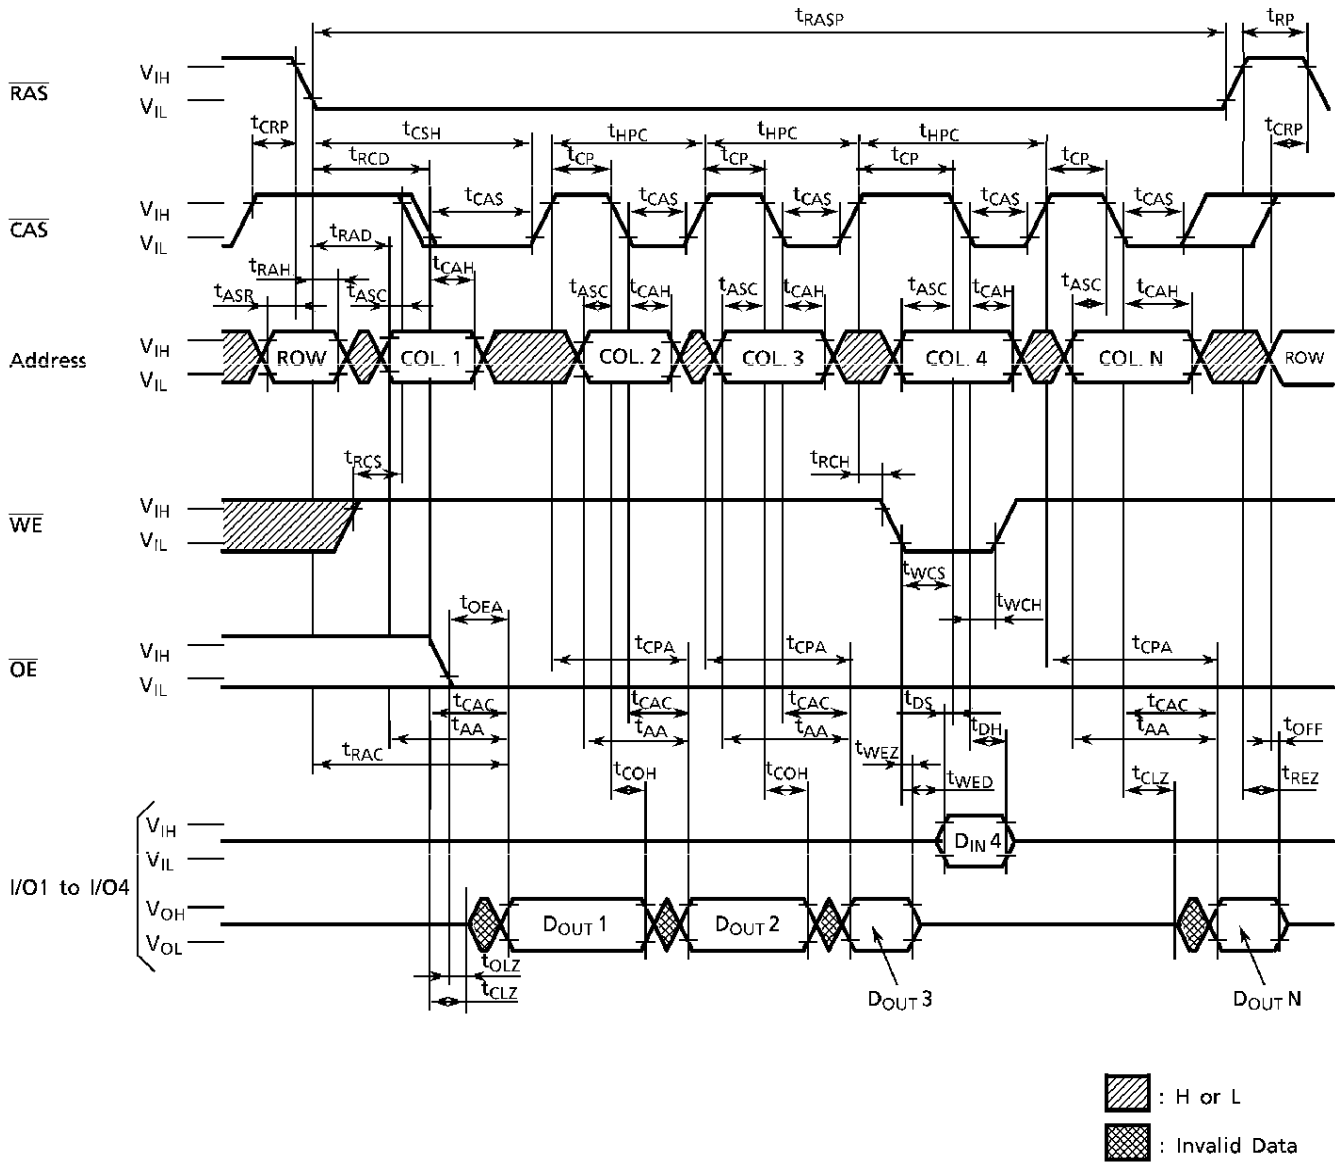 tRASP tRP
RAS VIH
VIL
tCRP tCSH tHPC tHPC tHPC tCRP
tRCD tCP tCP tCP tCP
CAS VIH tCAS tCAS tCAS tCAS tCAS
VIL
tRAD
tRAH tCAH
tASR tASC tASC tCAH tASC tCAH tASC tCAH tASC tCAH
Address VIH ROW COL. 1 COL. 2 COL. 3 COL. 4 COL. N ROW
VIL
tRCS tRCH
WE VIH
VIL
tWCS
tOEA tWCH
OE VIH tCPA tCPA tCPA
VIL
tCAC tCAC tCAC tDS tCAC
tAA tAA tAA tDH tAA tOFF
tRAC tWEZ
tCOH tCOH tWED tCLZ tREZ
I/O1 to I/O4 VIH DIN 4
VIL
VOH DOUT 1 DOUT 2
VOL
tOLZ
tCLZ DOUT 3 DOUT N
: H or L
: Invalid Data